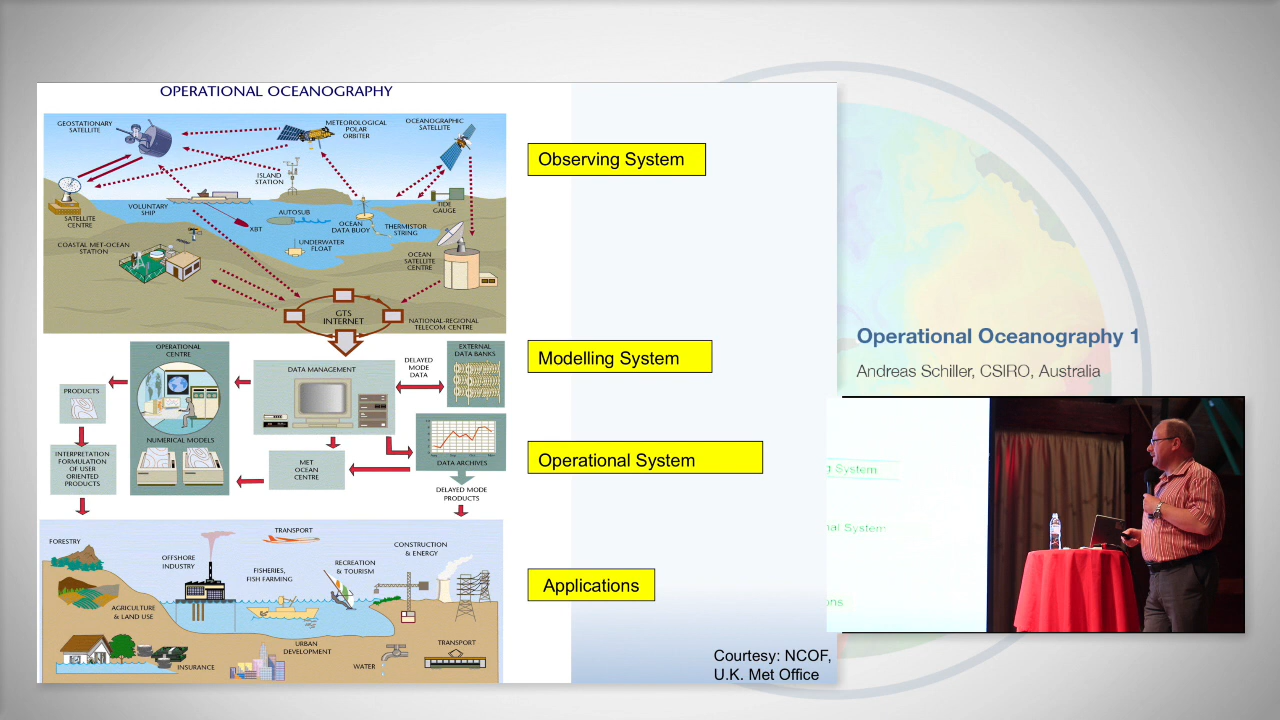 OPERATIONAL OCEANOGRAPHY
GEOSTATIONARY
SATELLITE
METEOROLOGICAL
POLAR
ORBITER
OCEANOGRAPHIC
SATELLITE
ISLAND
STATION
SATELLITE
CENTRE
VOLUNTARY
SHIP
XBT
AUTOSUB
UNDERWATER
FLOAT
OCEAN
DATA BUOY
THERMISTOR
STRING
TIDE
GAUGE
COASTAL MET-OCEAN
STATION
OCEAN
SATELLITE
CENTRE
GTS
INTERNET
NATIONAL-REGIONAL
TELECOM CENTRE
Observing System
OPERATIONAL
CENTRE
NUMERICAL MODELS
PRODUCTS
INTERPRETATION
FORMULATION
OF USER
ORIENTED
PRODUCTS
DATA MANAGEMENT
DELAYED
MODE
DATA
EXTERNAL
DATA BANKS
MET
OCEAN
CENTRE
DATA ARCHIVES
DELAYED MODE
PRODUCTS
Modelling System
Operational System
FORESTRY
AGRICULTURE
& LAND USE
OFFSHORE
INDUSTRY
TRANSPORT
FISHERIES,
FISH FARMING
RECREATION
& TOURISM
CONSTRUCTION
& ENERGY
INSURANCE
URBAN
DEVELOPMENT
WATER
TRANSPORT
Applications
Courtesy: NCOF,
U.K. Met Office
Operational Oceanography 1
Andreas Schiller, CSIRO, Australia
System
nal System
ons